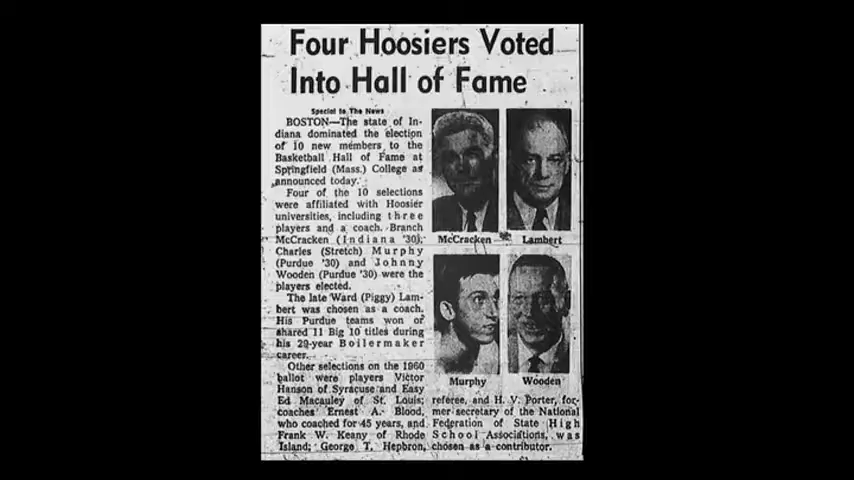 Four Hoosiers Voted
Into Hall of Fame
Special to The News
BOSTON—The state of In-
diana dominated the election
of 10 new members to the
Basketball Hall of Fame at
Springfield (Mass.) College as
announced today.
Four of the 10 selections
were affiliated with Hoosier
universities, including three
players and a coach. Branch
McCracken (Indiana '30);
Charles (Stretch) Murphy
(Purdue '30) and Johnny
Wooden (Purdue '30) were the
players elected.
The late Ward (Piggy) Lam-
bert was chosen as a coach.
His Purdue teams won or
shared 11 Big 10 titles during
his 29-year Boilermaker
career.
Other selections on the 1960
ballot were players Victor
Hanson of Syracuse and Easy
Ed Macauley of St. Louis;
coaches Ernest A. Blood,
who coached for 45 years, and
Frank W. Keany of Rhode
Island; George T. Hepbron,
McCracken
Lambert
Murphy
Wooden
referee, and H. V. Porter, for-
mer secretary of the National
Federation of State High
School Associations, was
chosen as a contributor.